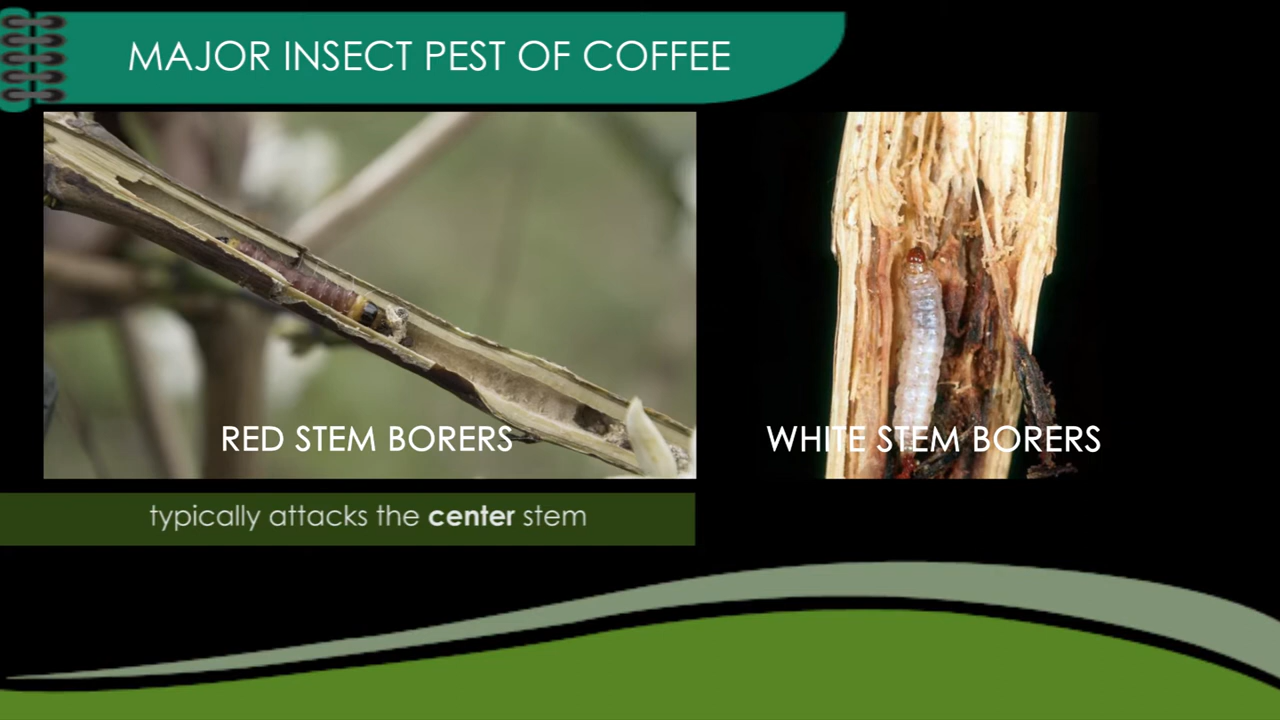 MAJOR INSECT PEST OF COFFEE
RED STEM BORERS
WHITE STEM BORERS
typically attacks the center stem